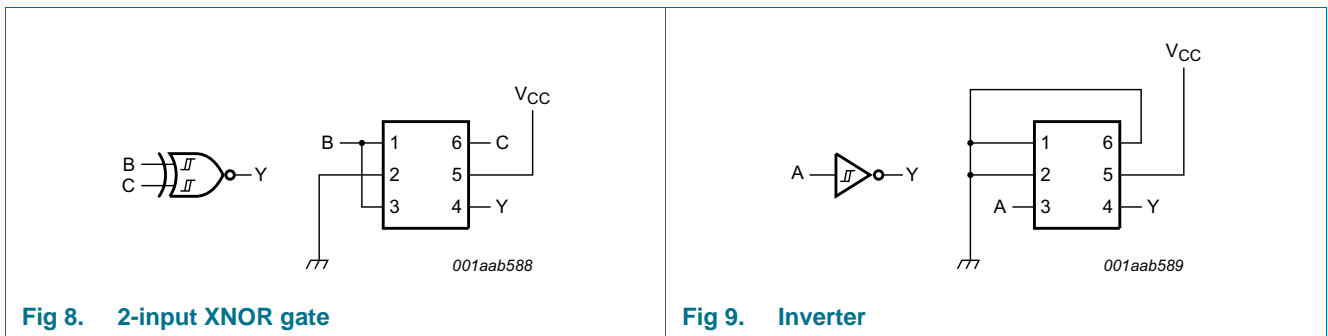 B
C
Y
B
1
2
3
6
5
4
C
Y
VCC
001aab588
Fig 8. 2-input XNOR gate
A
Y
A
1
2
3
6
5
4
Y
VCC
001aab589
Fig 9. Inverter